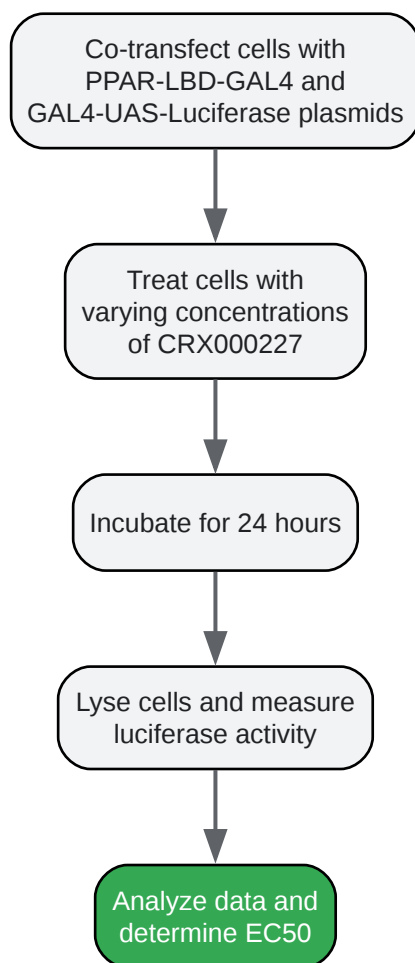 Co-transfect cells with
PPAR-LBD-GAL4 and
GAL4-UAS-Luciferase plasmids
Treat cells with
varying concentrations
of CRX000227
Incubate for 24 hours
Lyse cells and measure
luciferase activity
Analyze data and
determine EC50